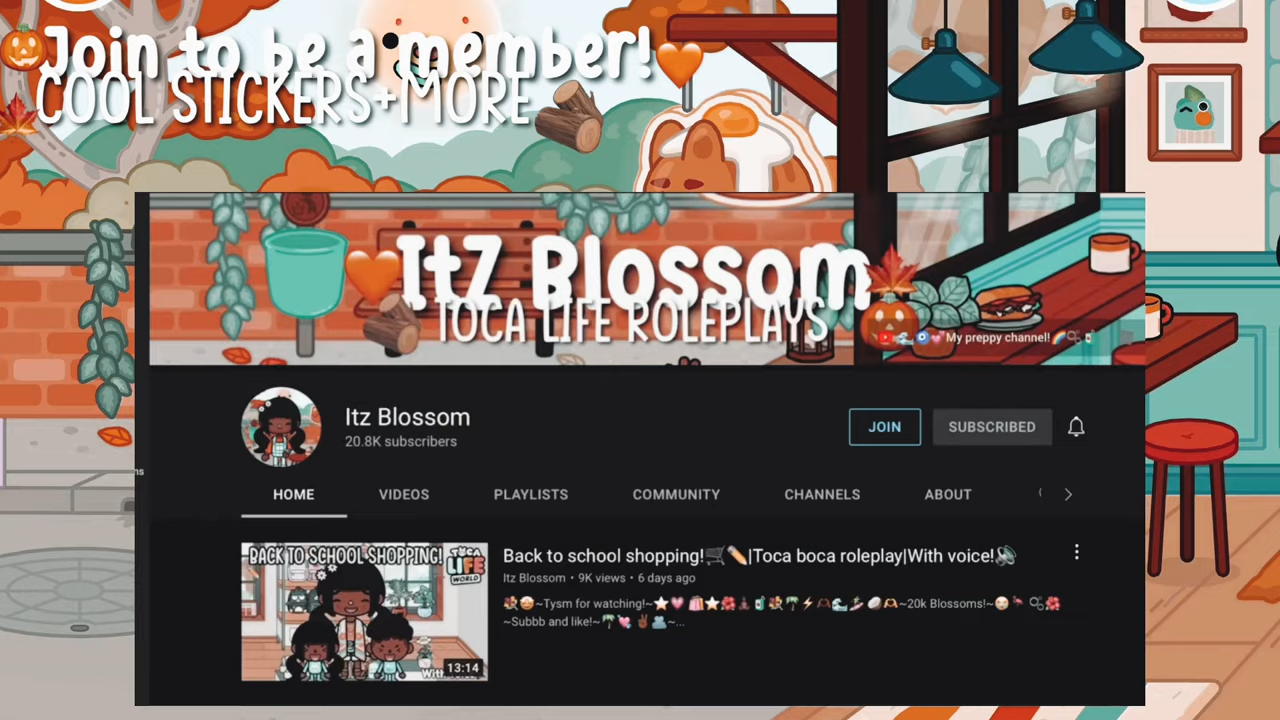 Join to be a member!
COOL STICKERS+MORE
ItZ Blossom
TOCA LIFE ROLEPLAYS
My preppy channel!
Itz Blossom
20.8K subscribers
JOIN
SUBSCRIBED
HOME
VIDEOS
PLAYLISTS
COMMUNITY
CHANNELS
ABOUT
BACK TO SCHOOL SHOPPING!
TOCA
LIFE
WORLD
13:14
Back to school shopping!🛒✏️|Toca boca roleplay|With voice!🔊
Itz Blossom • 9K views • 6 days ago
~Tysm for watching!~ ~20k Blossoms!~
~Subbb and like!~ ~...